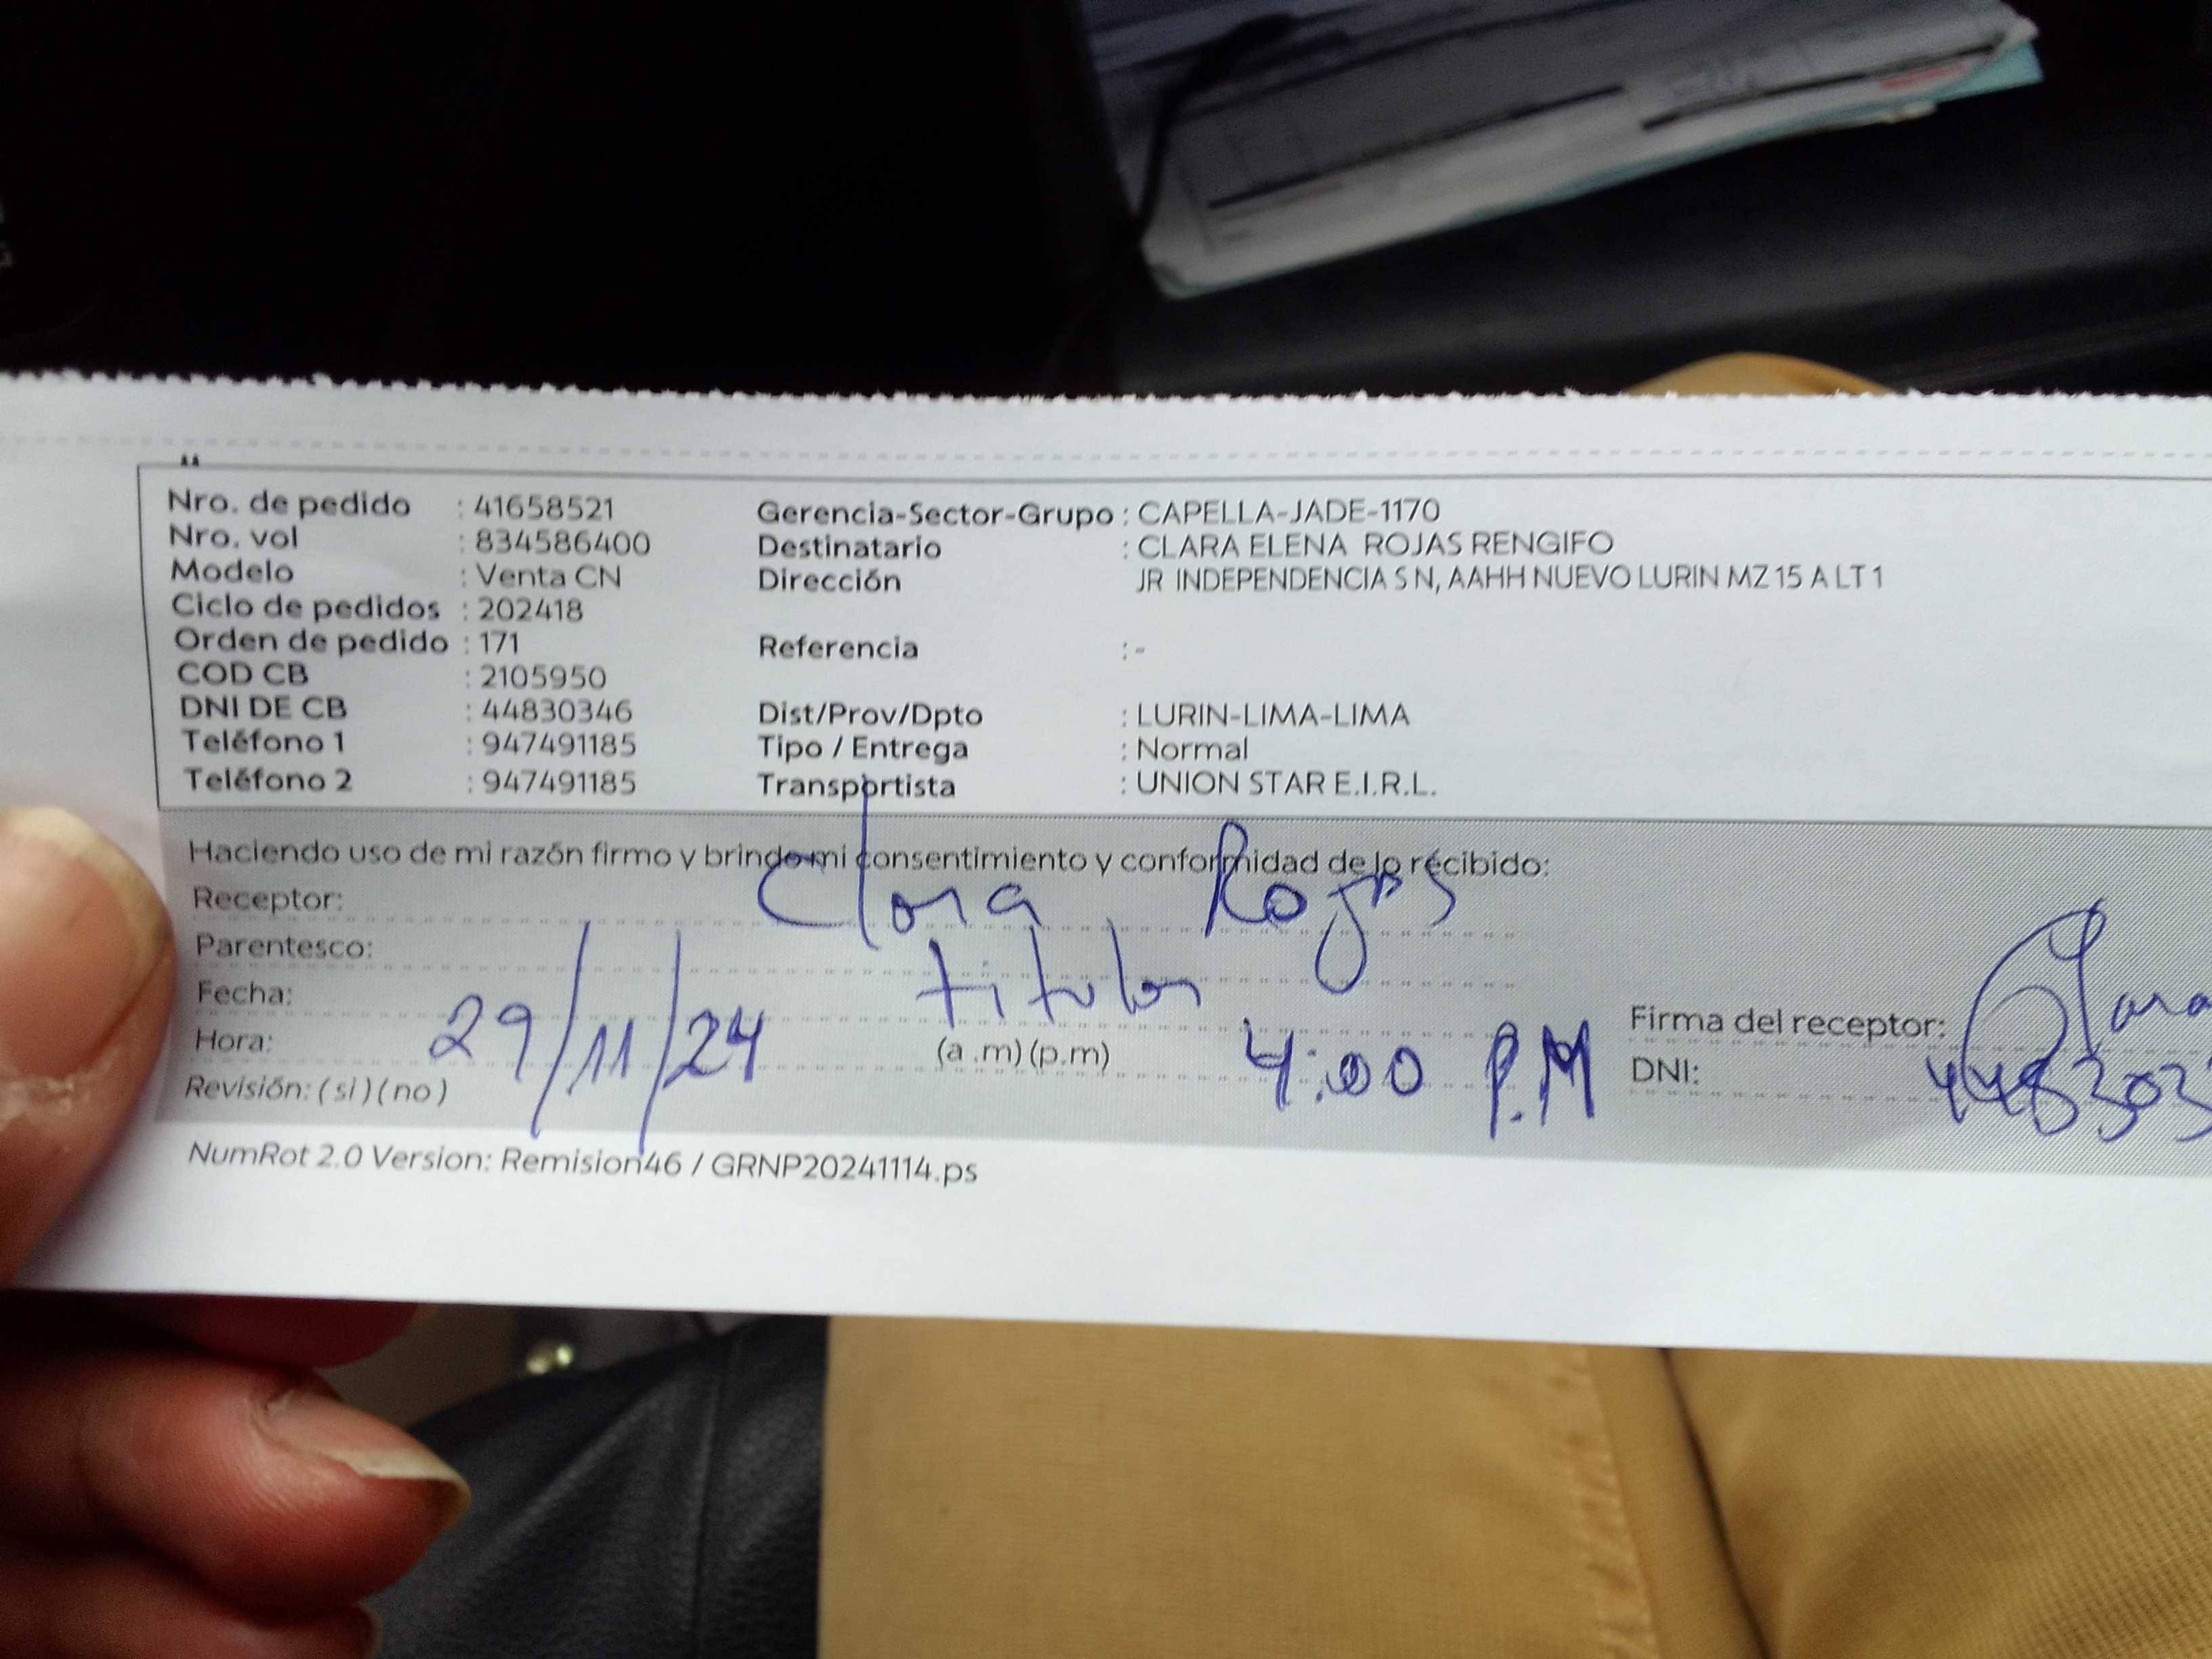 Nro. de pedido : 41658521 Gerencia-Sector-Grupo : CAPELLA-JADE-1170
Nro. vol : 834586400 Destinatario : CLARA ELENA ROJAS RENGIFO
Modelo : Venta CN Dirección JR INDEPENDENCIA S N, AAHH NUEVO LURIN MZ 15 A LT 1
Ciclo de pedidos : 202418
Orden de pedido : 171 Referencia : -
COD CB : 2105950
DNI DE CB : 44830346 Dist/Prov/Dpto : LURIN-LIMA-LIMA
Teléfono 1 : 947491185 Tipo / Entrega : Normal
Teléfono 2 : 947491185 Transportista : UNION STAR E.I.R.L.
Haciendo uso de mi razón firmo y brindo mi consentimiento y conformidad de lo recibido:
Receptor: Clara Rojas
Parentesco: titular
Fecha: 29/11/24
Hora: (a .m) (p.m) 4:00 P.M
Firma del receptor: Clara
DNI: 448303
Revisión: ( si ) ( no )
NumRot 2.0 Version: Remision46 / GRNP20241114.ps